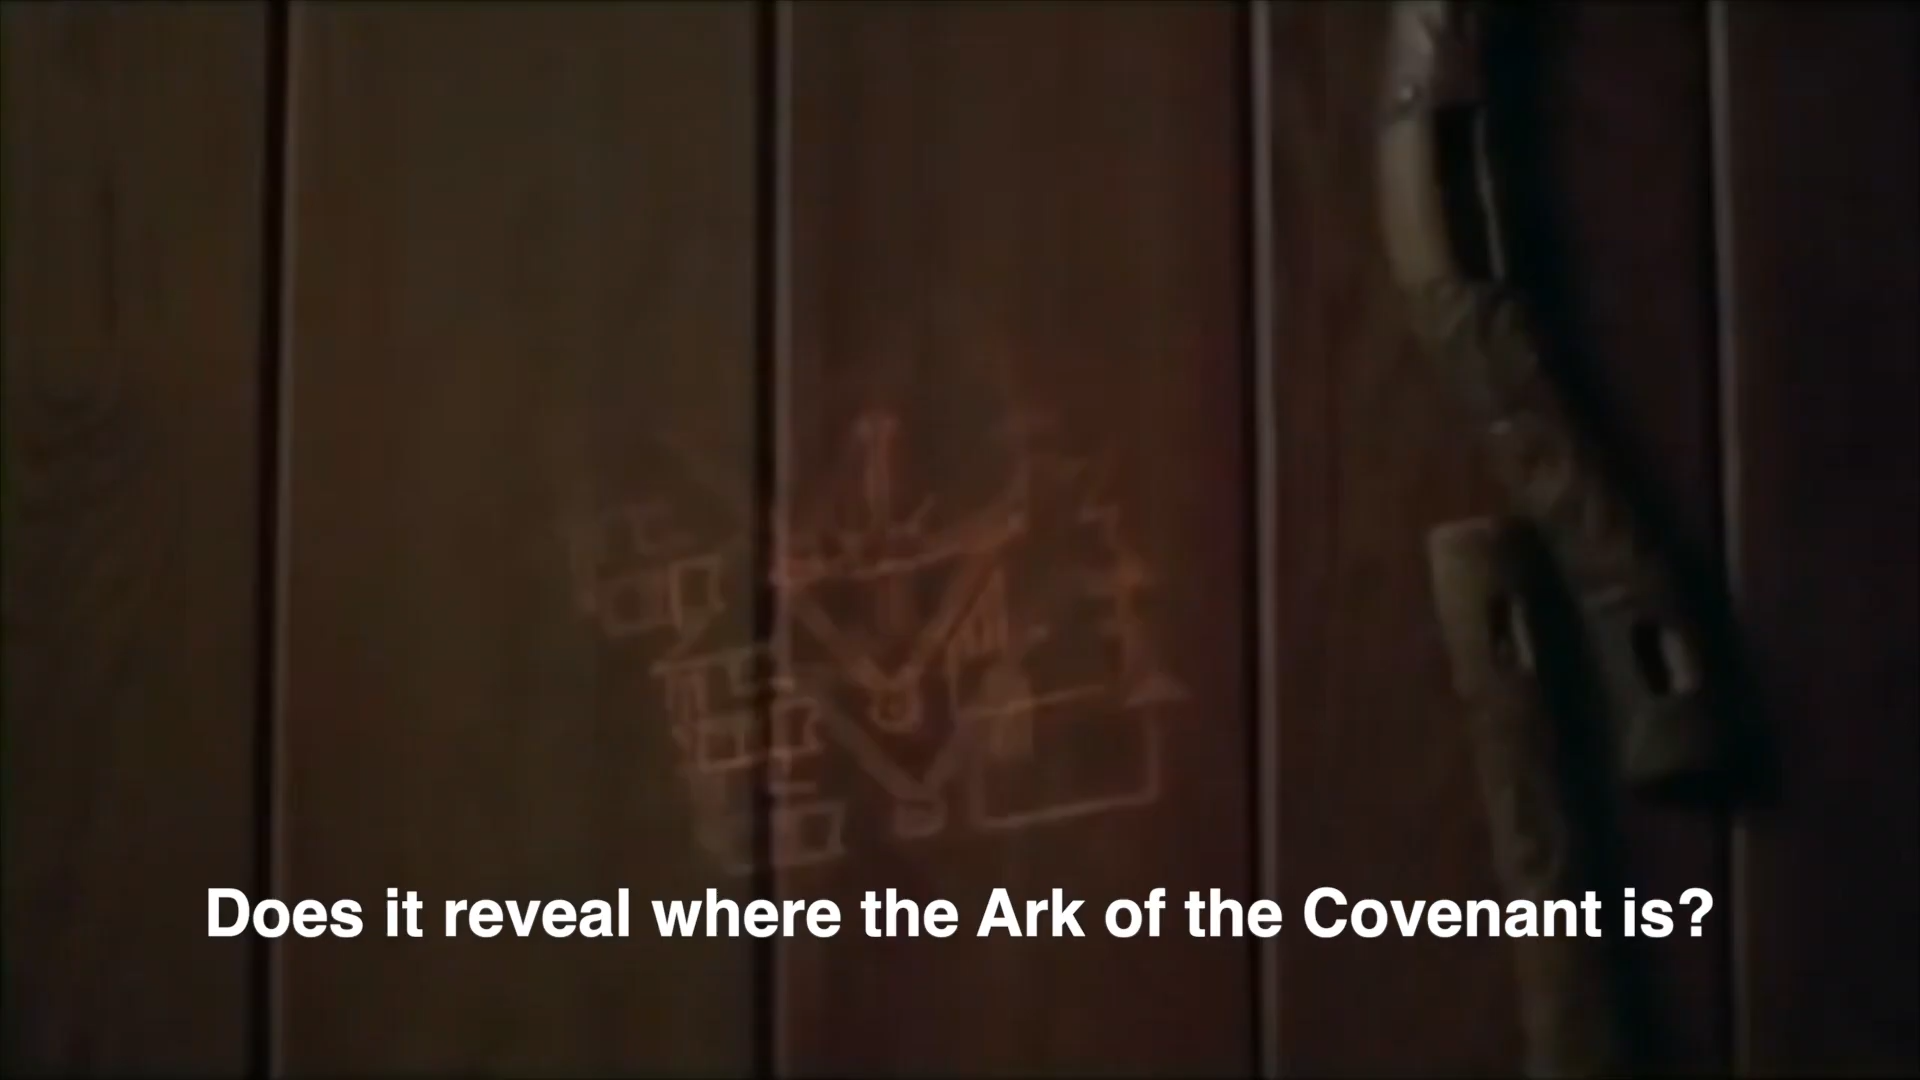 Does it reveal where the Ark of the Covenant is?